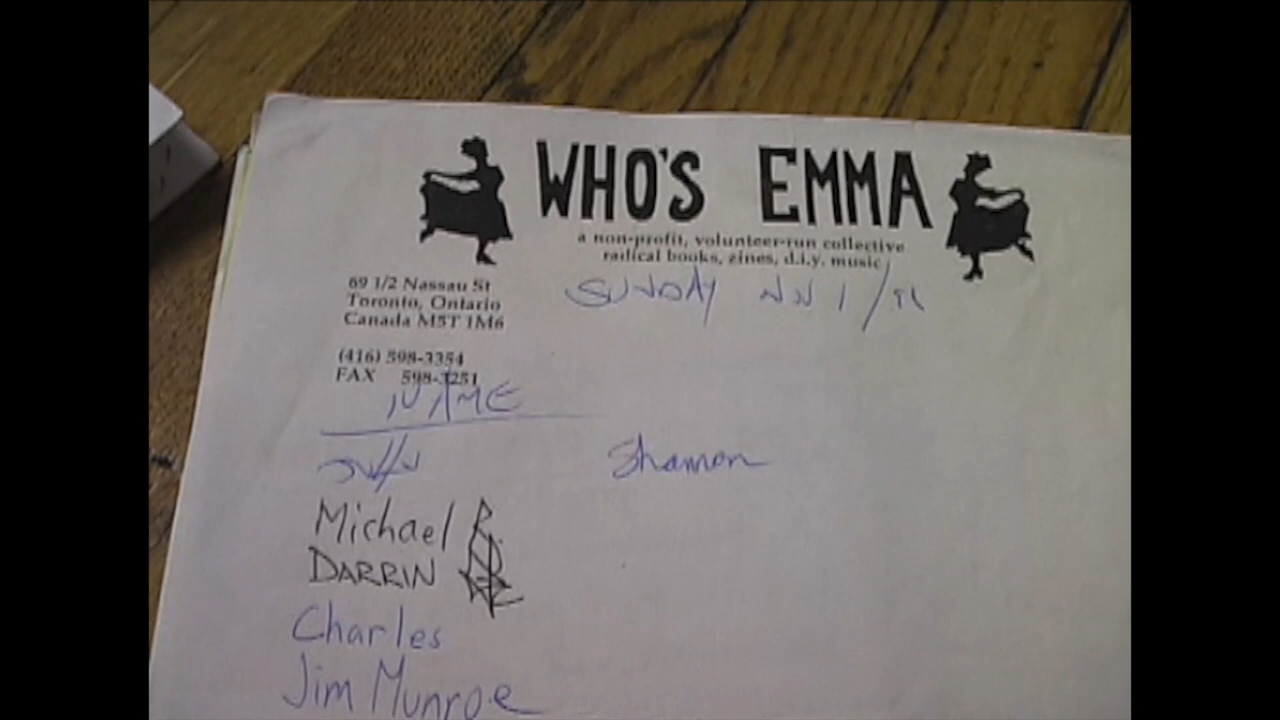 WHO'S EMMA
a non-profit, volunteer-run collective
radical books, zines, d.i.y. music
69 1/2 Nassau St
Toronto, Ontario
Canada M5T 1M6
SUNDAY
(416) 598-3354
FAX 598-3251
NAME
Shannon
Michael R.
DARRIN
Charles
Jim Munroe